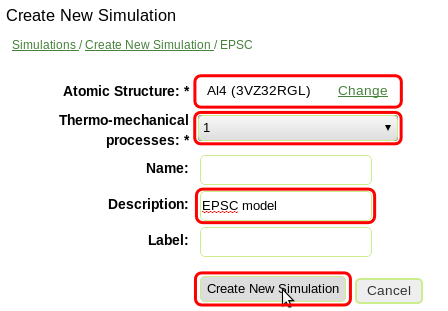 Create New Simulation
Simulations / Create New Simulation / EPSC
Atomic Structure: * Al4 (3VZ32RGL) Change
Thermo-mechanical
processes: * 1
Name:
Description: EPSC model
Label:
Create New Simulation Cancel